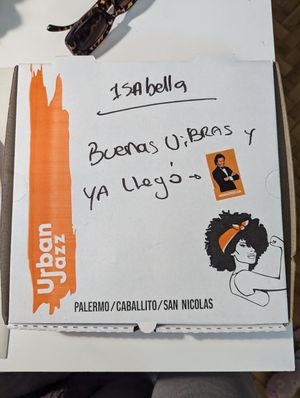 ISAbella
Buenas ViBRAS y
YA llegó →
Urban
Jazz
PALERMO/CABALLITO/SAN NICOLAS